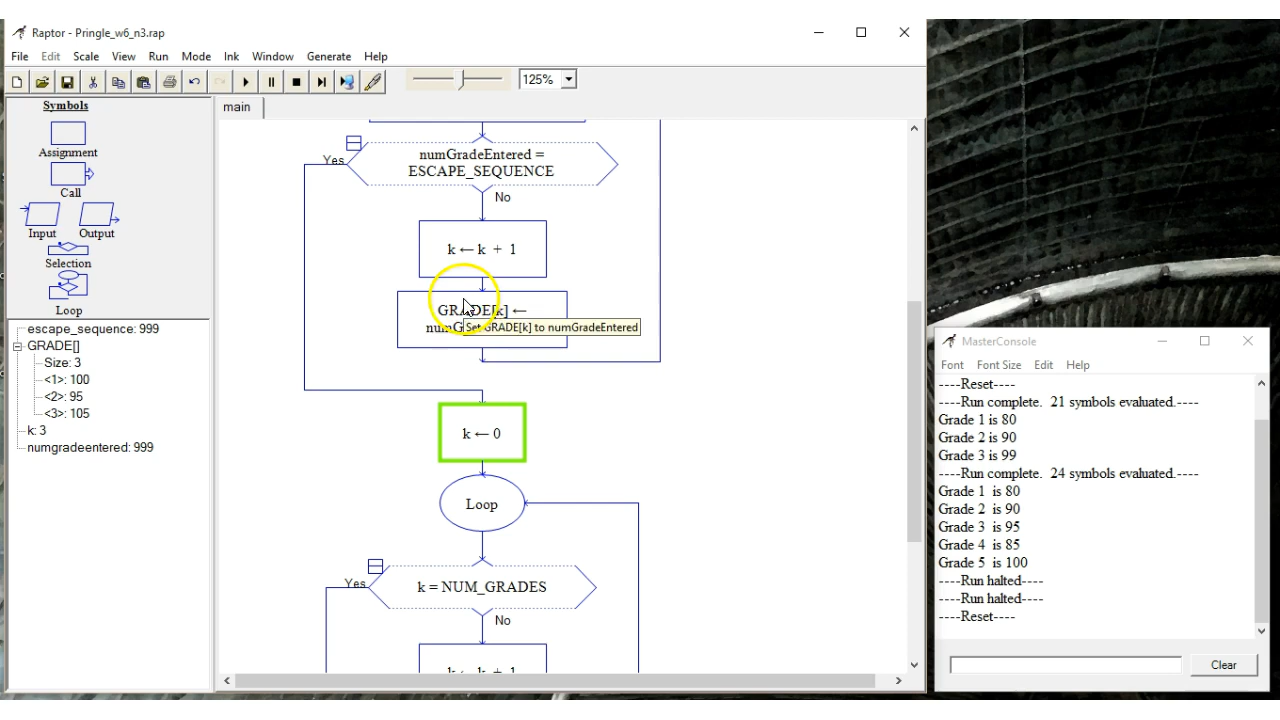 Raptor - Pringle_w6_n3.rap
File Edit Scale View Run Mode Ink Window Generate Help
125%
Symbols
Assignment
Call
Input Output
Selection
Loop
escape_sequence: 999
GRADE[]
Size: 3
<1>: 100
<2>: 95
<3>: 105
k: 3
numgradeentered: 999
main
numGradeEntered =
ESCAPE_SEQUENCE
Yes
No
k ← k + 1
GRADE[k] ←
numG
Set GRADE[k] to numGradeEntered
k ← 0
Loop
k = NUM_GRADES
Yes
No
k ← k + 1
MasterConsole
Font Font Size Edit Help
----Reset----
----Run complete. 21 symbols evaluated.----
Grade 1 is 80
Grade 2 is 90
Grade 3 is 99
----Run complete. 24 symbols evaluated.----
Grade 1 is 80
Grade 2 is 90
Grade 3 is 95
Grade 4 is 85
Grade 5 is 100
----Run halted----
----Run halted----
----Reset----
Clear